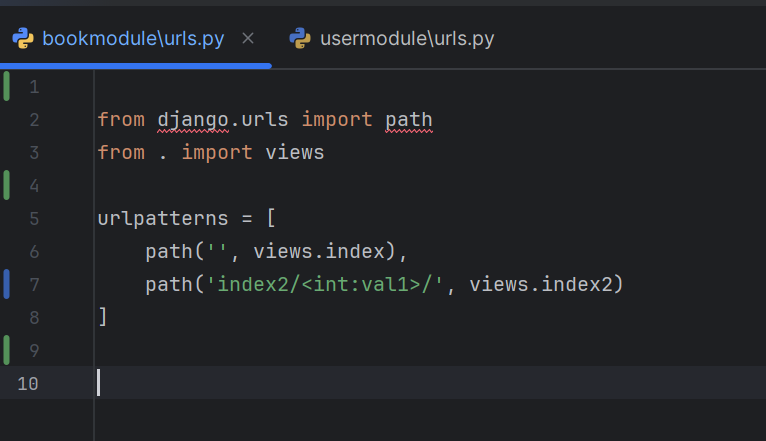 bookmodule\urls.py
usermodule\urls.py
1
2 from django.urls import path
3 from . import views
4
5 urlpatterns = [
6     path('', views.index),
7     path('index2/<int:val1>/', views.index2)
8 ]
9
10